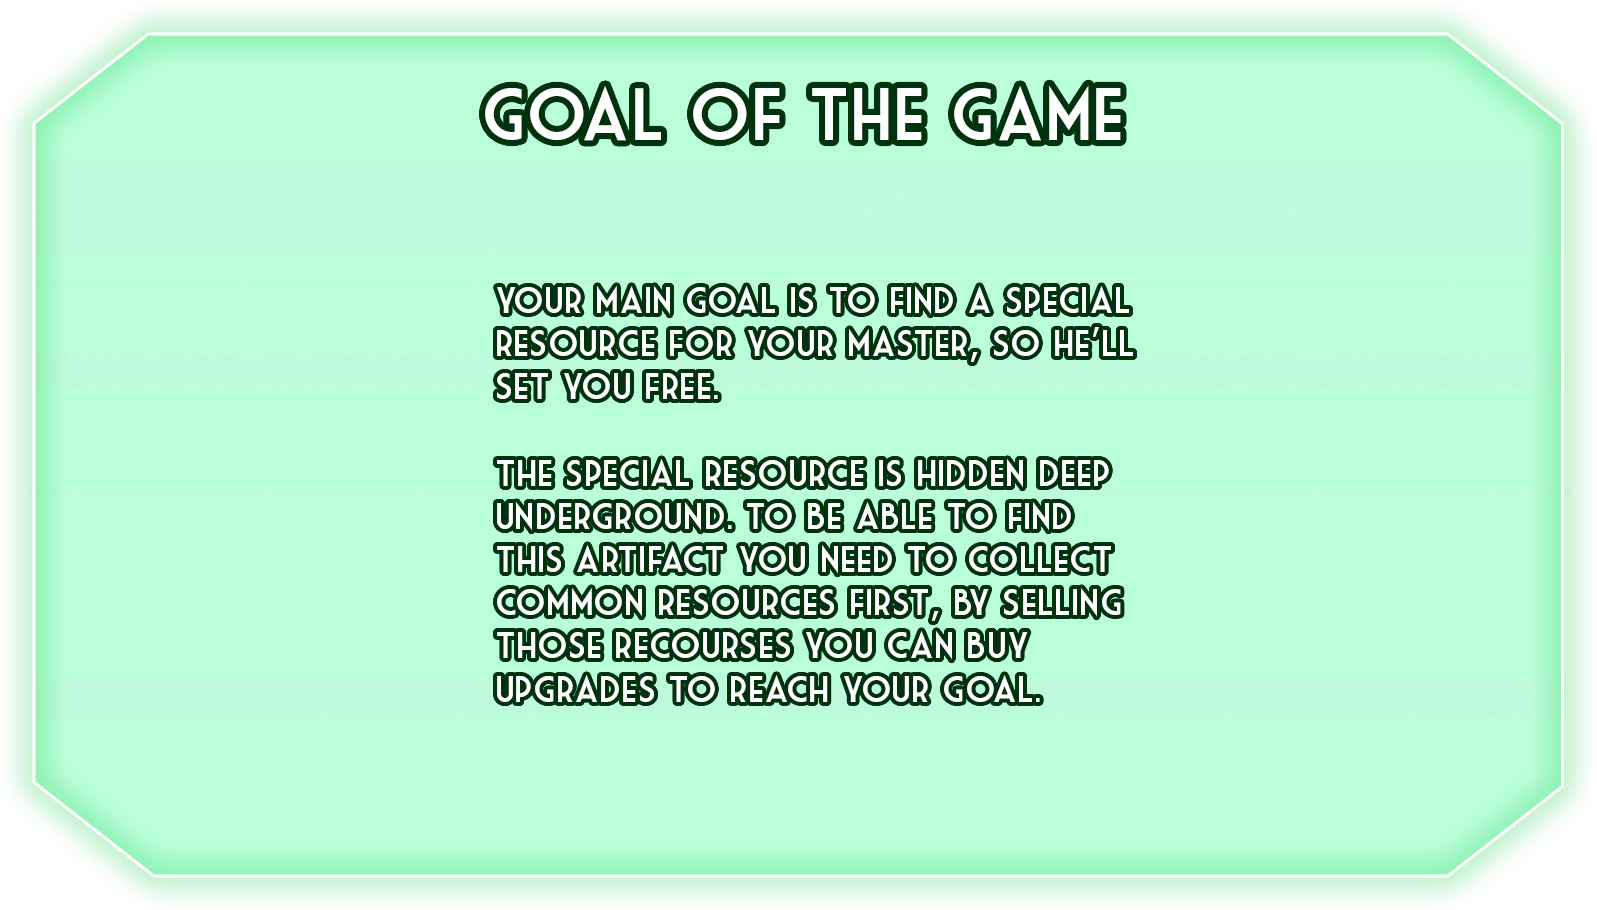 GOAL OF THE GAME
YOUR MAIN GOAL IS TO FIND A SPECIAL
RESOURCE FOR YOUR MASTER, SO HE'LL
SET YOU FREE.
THE SPECIAL RESOURCE IS HIDDEN DEEP
UNDERGROUND. TO BE ABLE TO FIND
THIS ARTIFACT YOU NEED TO COLLECT
COMMON RESOURCES FIRST, BY SELLING
THOSE RECOURSES YOU CAN BUY
UPGRADES TO REACH YOUR GOAL.